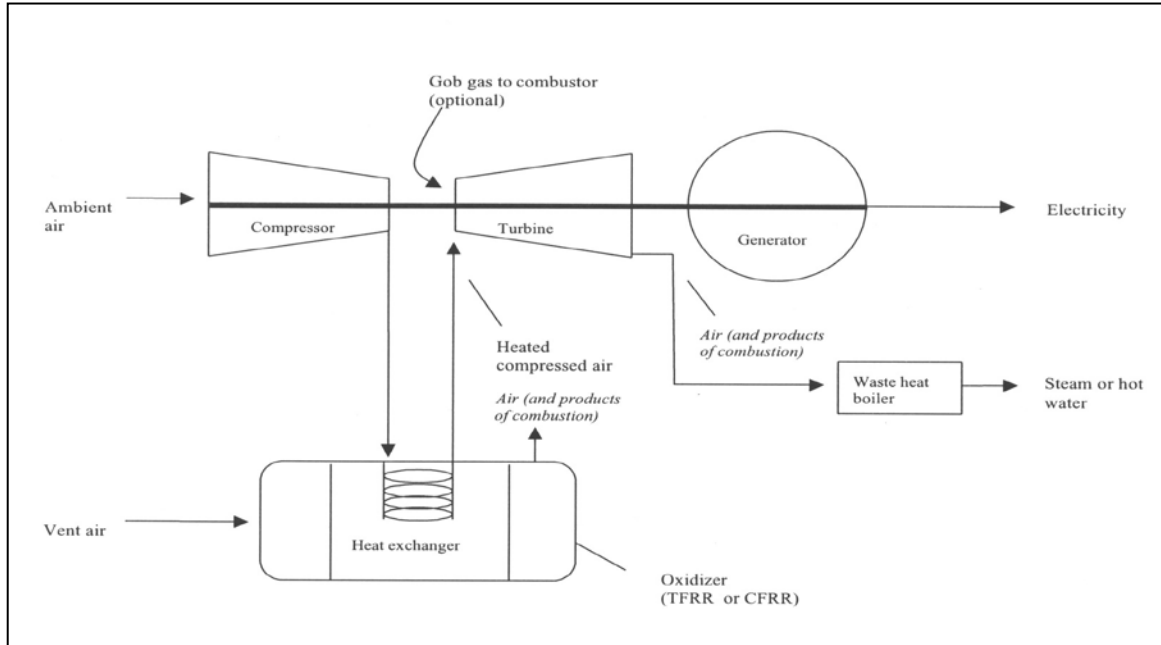 Gob gas to combustor
(optional)
Ambient
air
Compressor
Turbine
Generator
Electricity
Air (and products
of combustion)
Heated
compressed air
Air (and products
of combustion)
Waste heat
boiler
Steam or hot
water
Vent air
Heat exchanger
Oxidizer
(TFRR or CFRR)